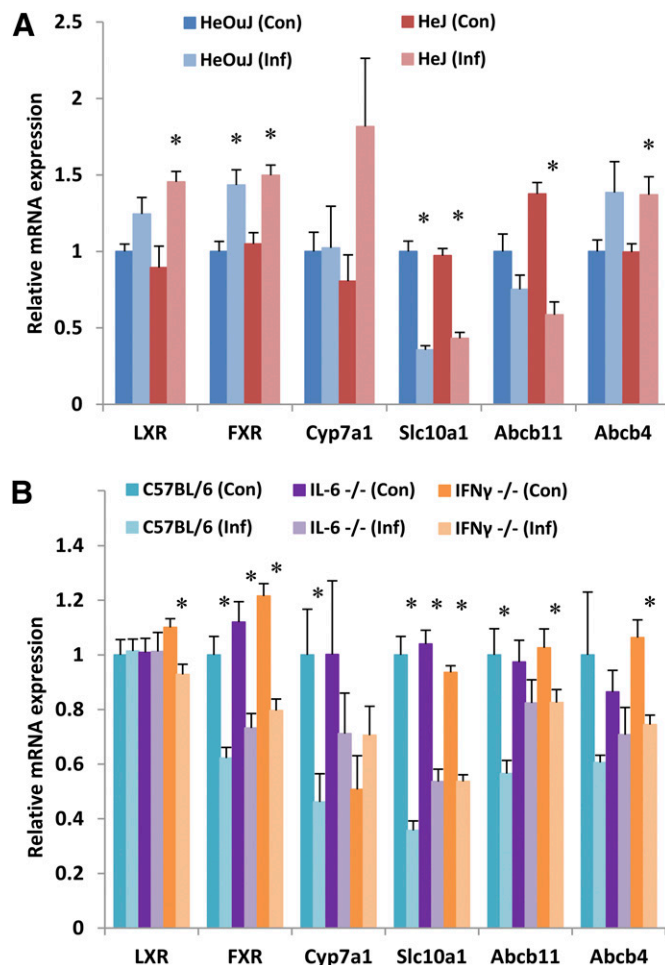 A
HeOuJ (Con) HeJ (Con)
HeOuJ (Inf) HeJ (Inf)
Relative mRNA expression
2.5
2
1.5
1
0.5
0
* * * * * * *
LXR FXR Cyp7a1 Slc10a1 Abcb11 Abcb4
B
C57BL/6 (Con) IL-6 -/- (Con) IFNγ -/- (Con)
C57BL/6 (Inf) IL-6 -/- (Inf) IFNγ -/- (Inf)
Relative mRNA expression
1.6
1.4
1.2
1
0.8
0.6
0.4
0.2
0
* * * * * * * * * * *
LXR FXR Cyp7a1 Slc10a1 Abcb11 Abcb4